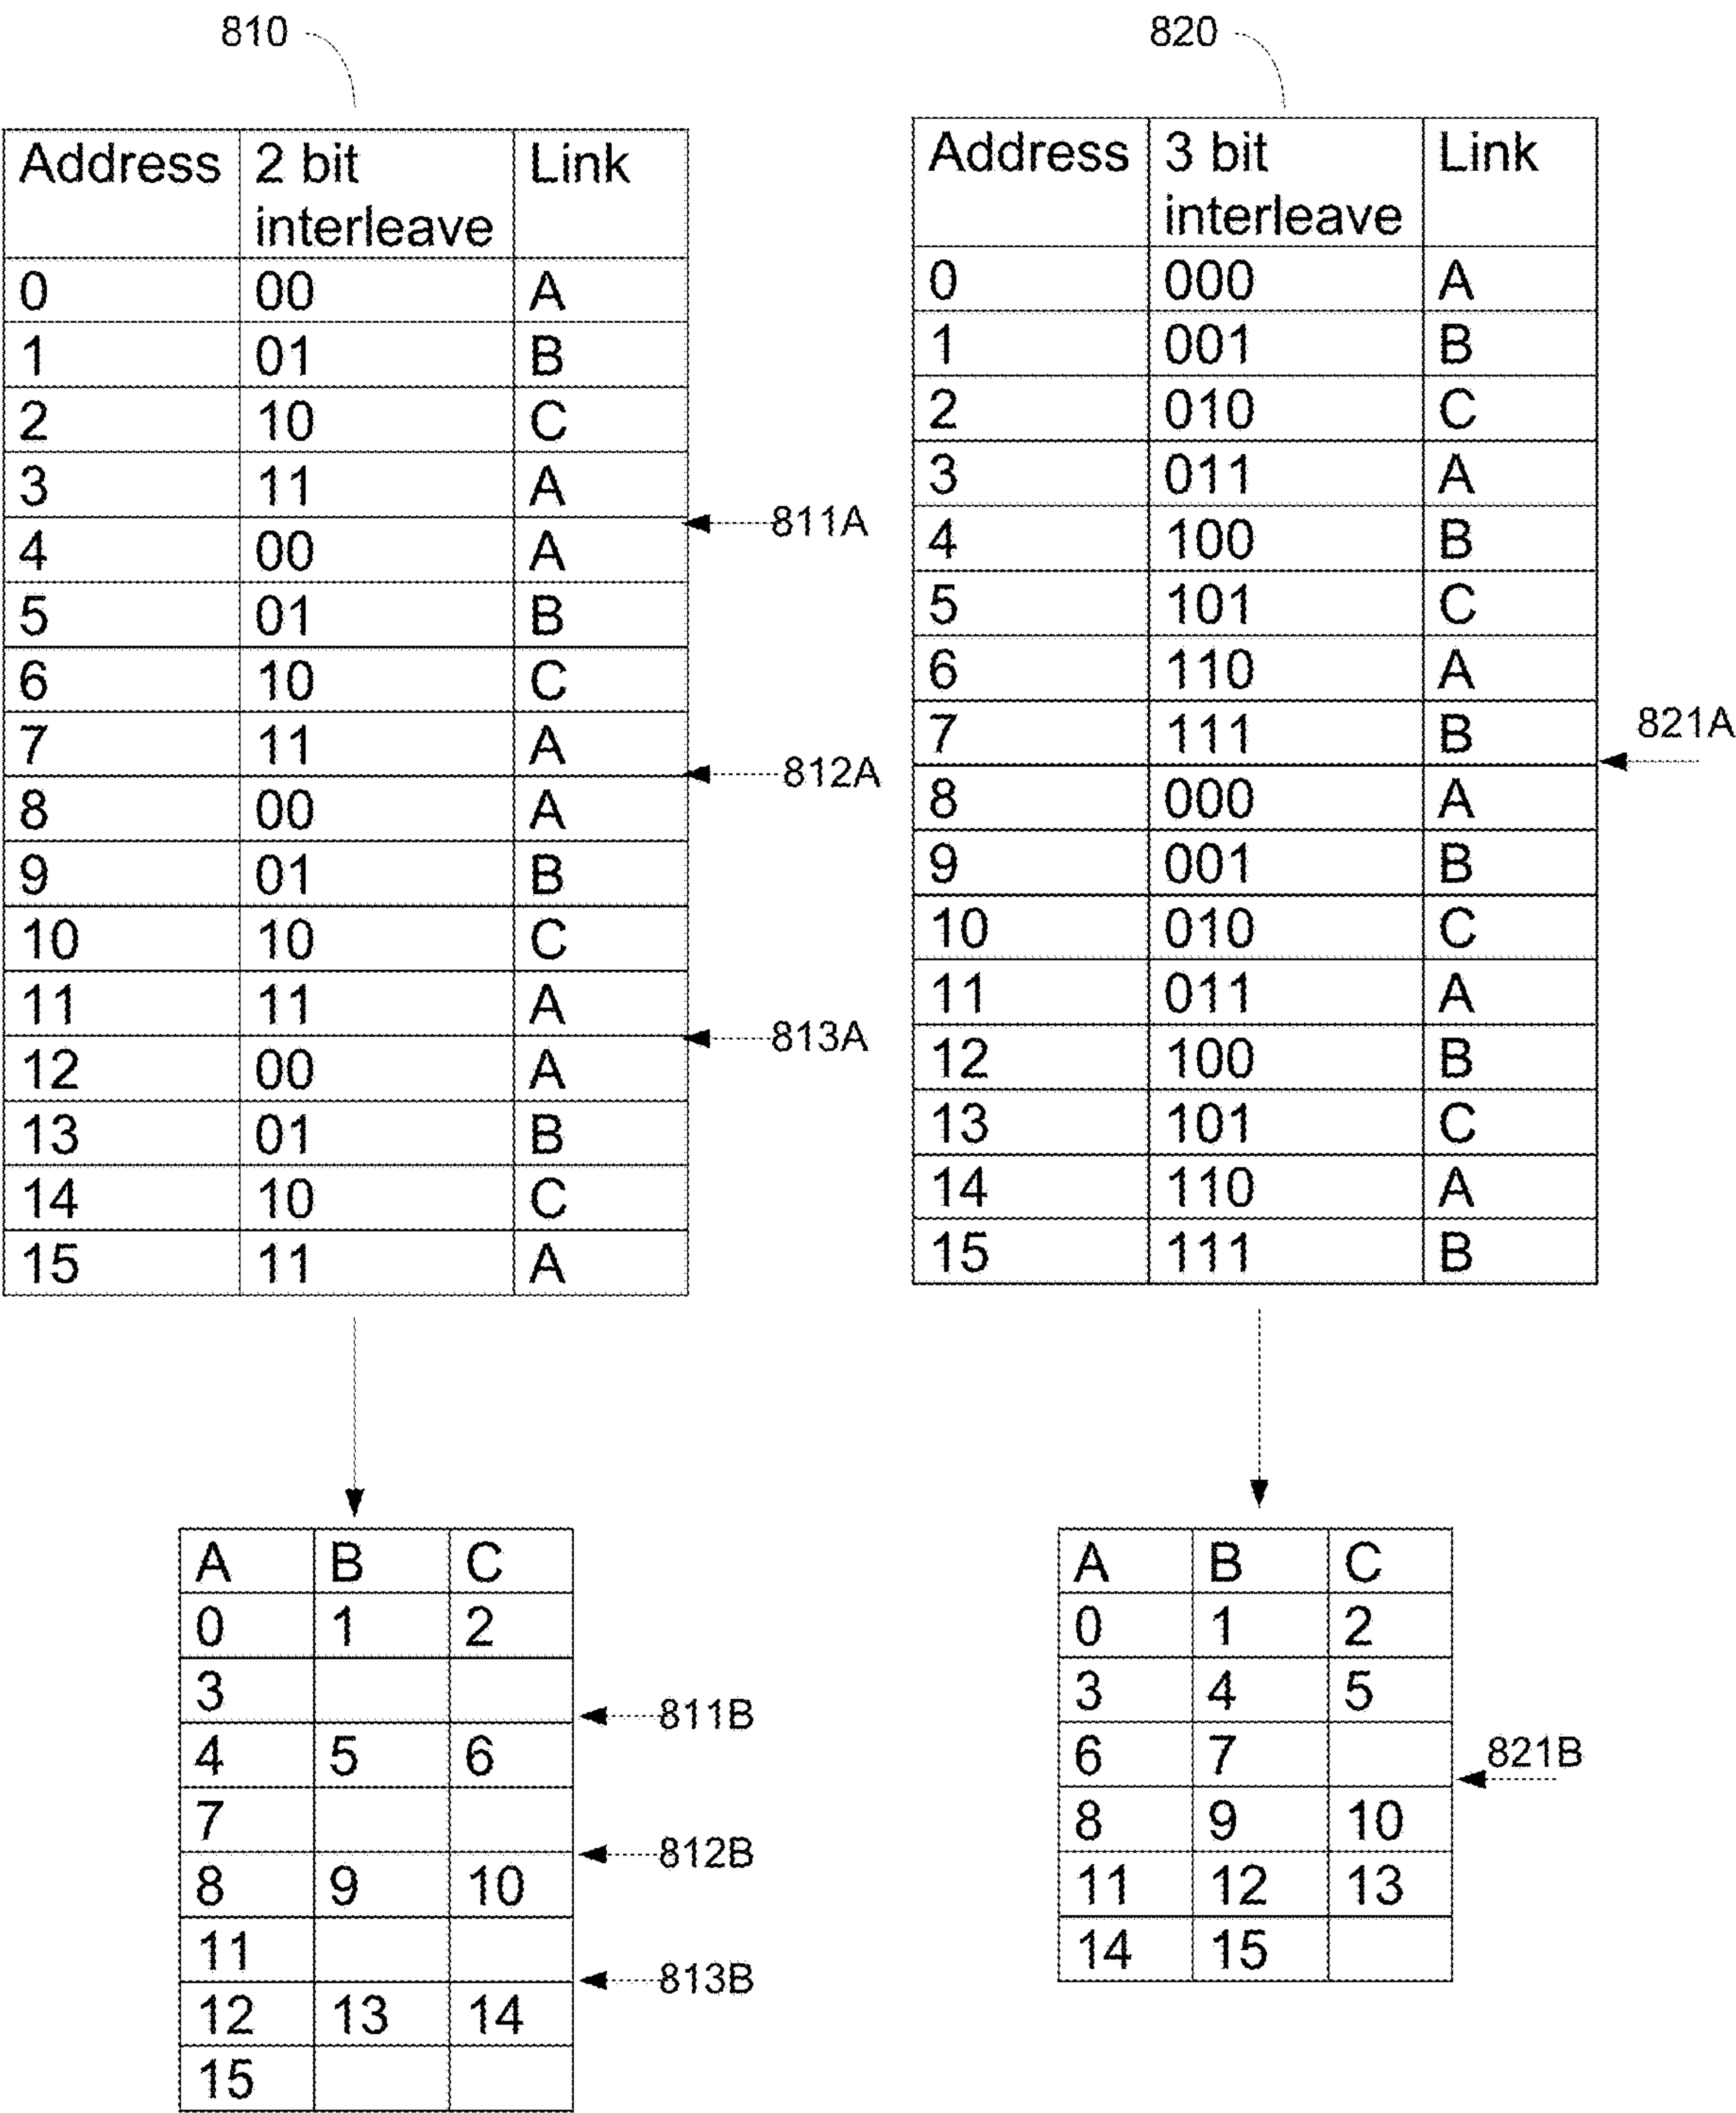 810
Address 2 bit interleave Link
0 00 A
1 01 B
2 10 C
3 11 A
811A
4 00 A
5 01 B
6 10 C
7 11 A
812A
8 00 A
9 01 B
10 10 C
11 11 A
813A
12 00 A
13 01 B
14 10 C
15 11 A
A B C
0 1 2
3
811B
4 5 6
7
812B
8 9 10
11
813B
12 13 14
15
820
Address 3 bit interleave Link
0 000 A
1 001 B
2 010 C
3 011 A
4 100 B
5 101 C
6 110 A
7 111 B
821A
8 000 A
9 001 B
10 010 C
11 011 A
12 100 B
13 101 C
14 110 A
15 111 B
A B C
0 1 2
3 4 5
6 7
821B
8 9 10
11 12 13
14 15